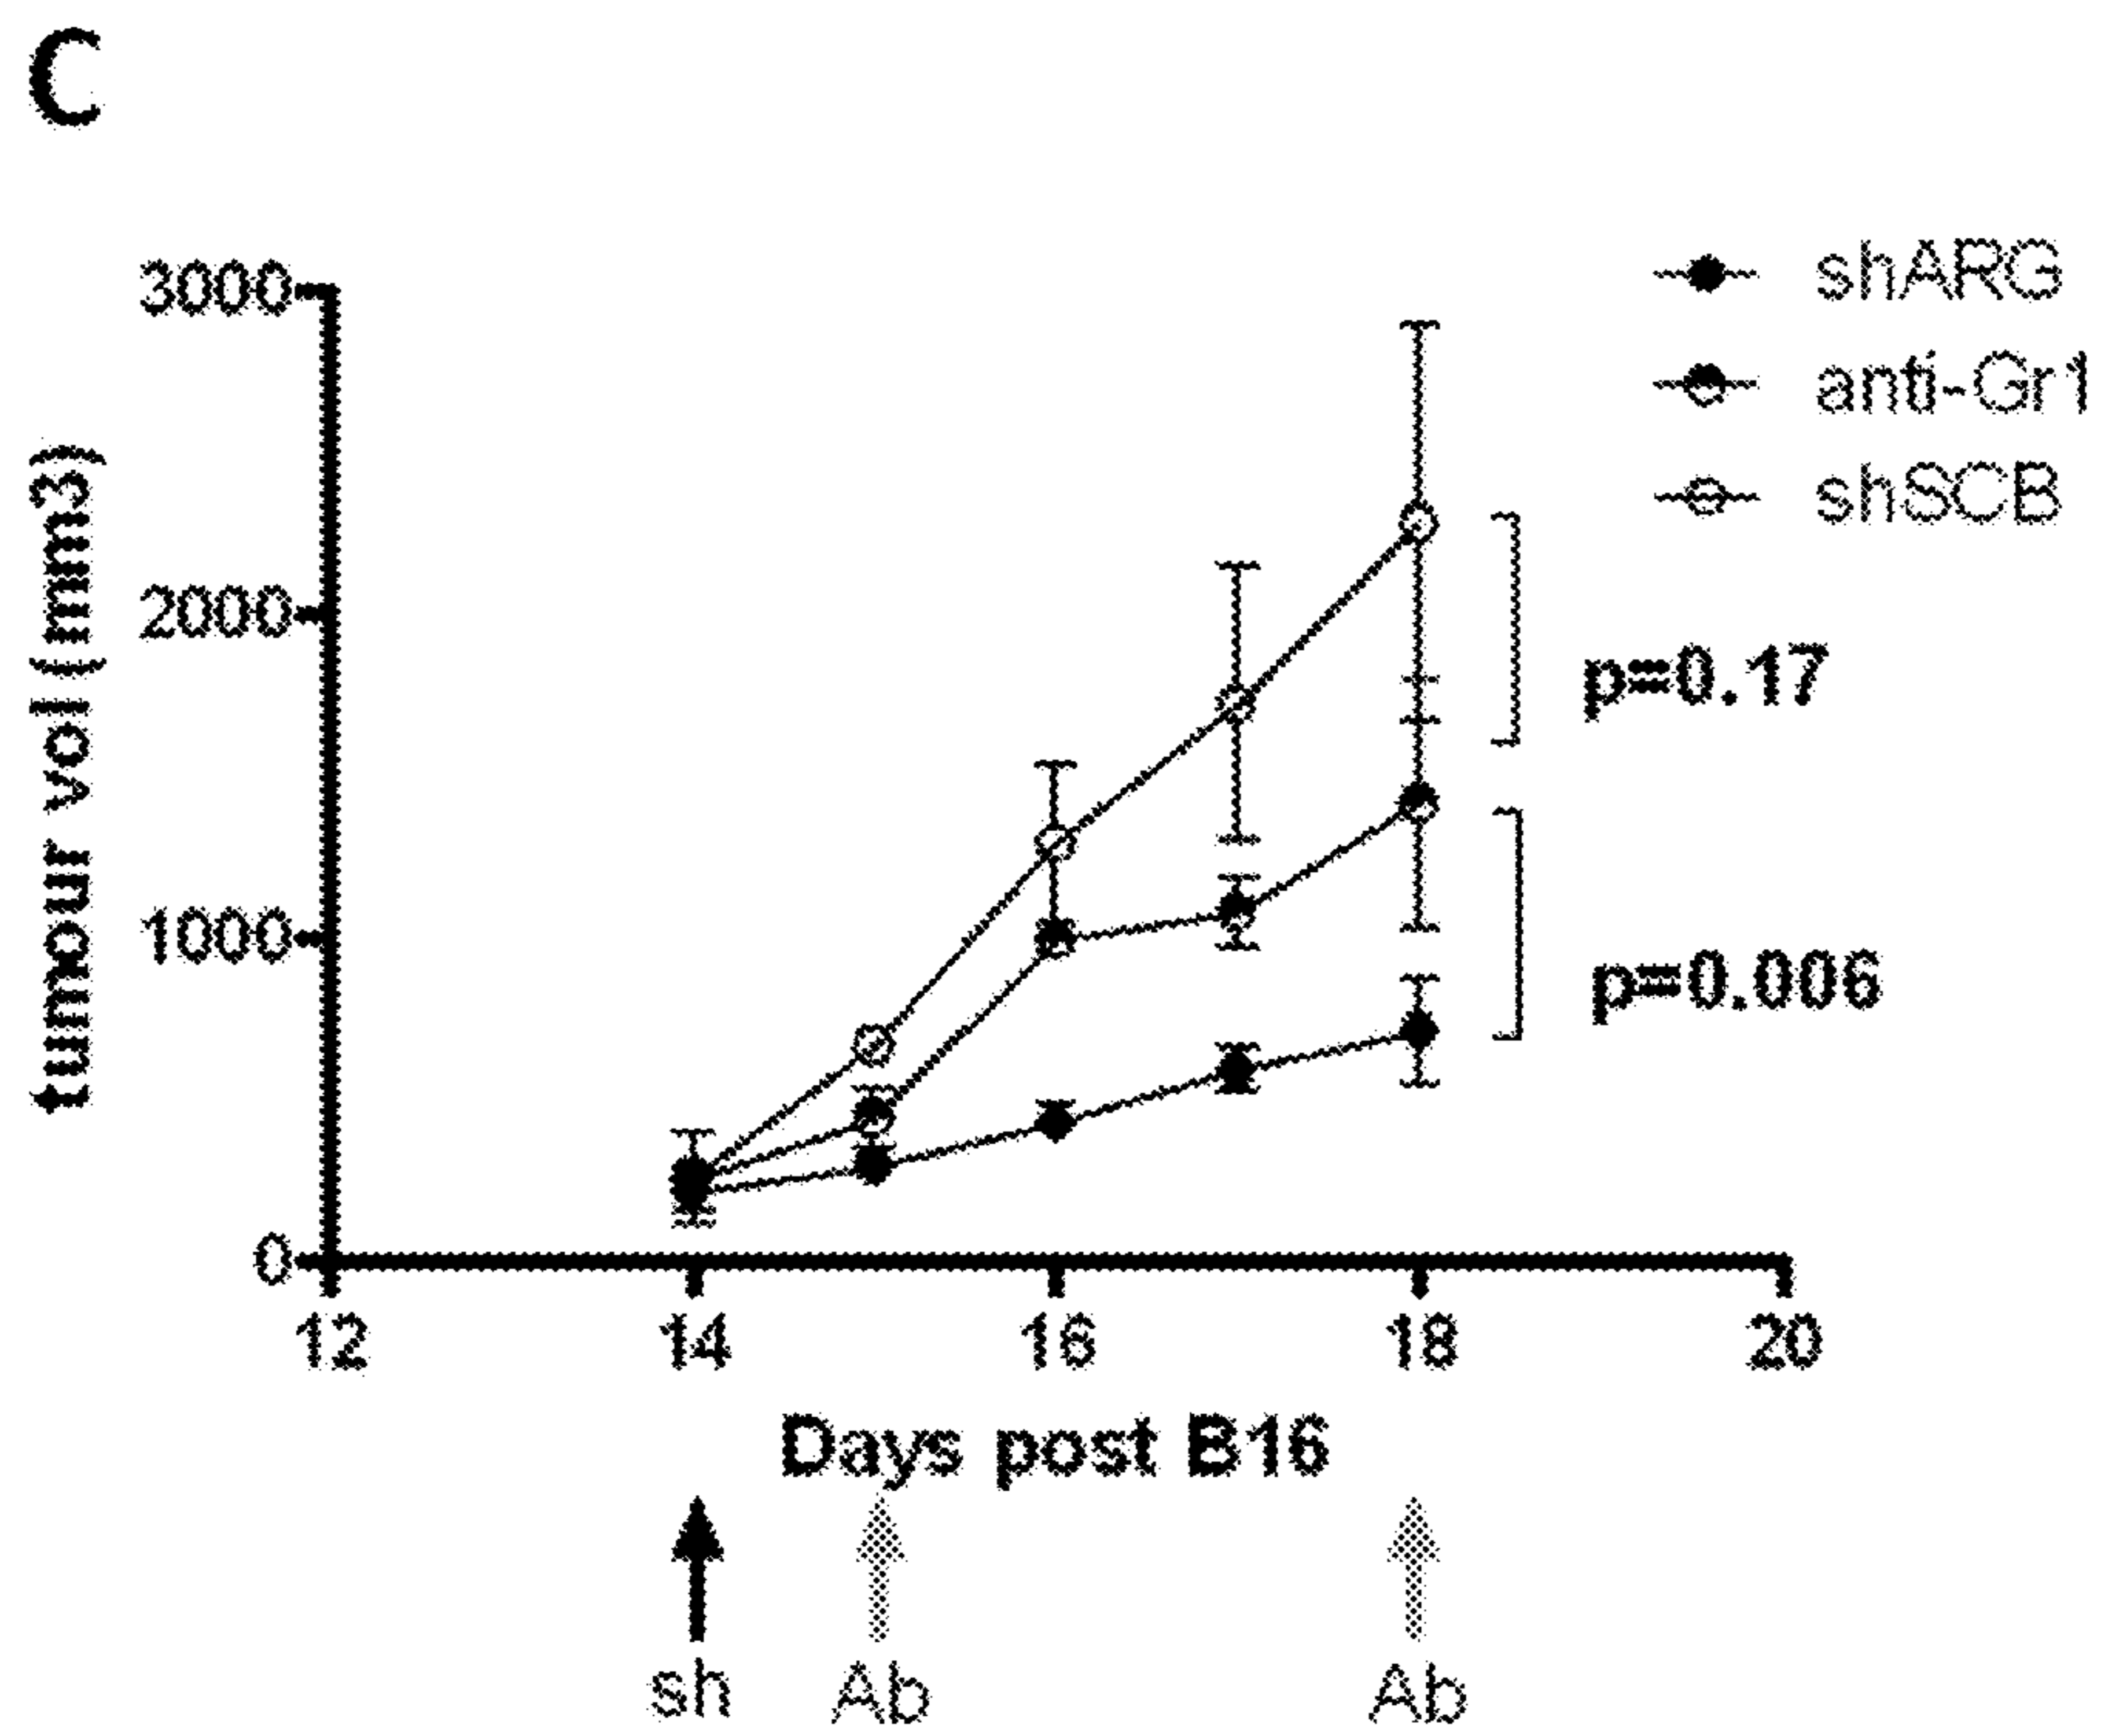 C
3000
2000
1000
0
tumour vol (mm3)
shARG
anti-Gr1
shSCB
p=0.17
p=0.006
12 14 16 18 20
Days post B16
sh Ab Ab